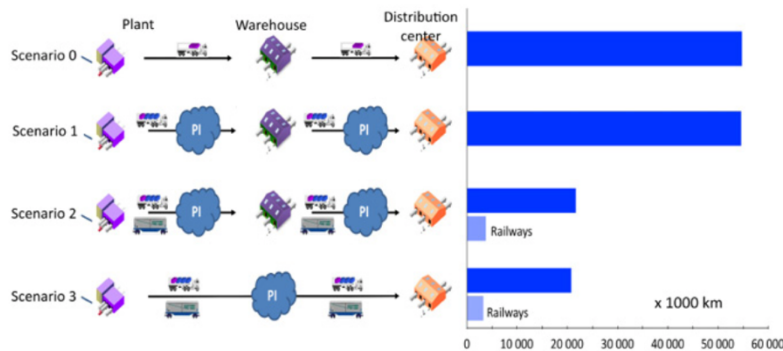 Plant
Warehouse
Distribution
center
Scenario 0
Scenario 1
PI
PI
Scenario 2
PI
PI
Railways
Scenario 3
PI
Railways
x 1000 km
0 10 000 20 000 30 000 40 000 50 000 60 000